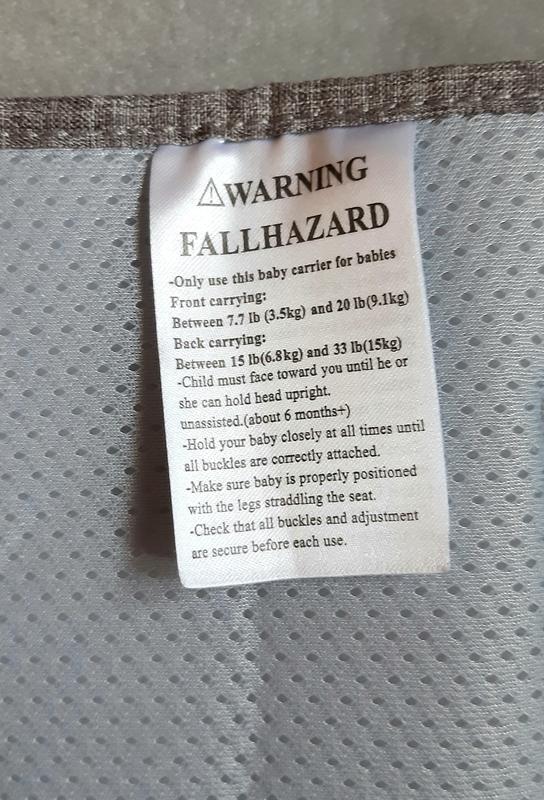 ⚠WARNING
FALLHAZARD
-Only use this baby carrier for babies
Front carrying:
Between 7.7 lb (3.5kg) and 20 lb(9.1kg)
Back carrying:
Between 15 lb(6.8kg) and 33 lb(15kg)
-Child must face toward you until he or
she can hold head upright.
unassisted.(about 6 months+)
-Hold your baby closely at all times until
all buckles are correctly attached.
-Make sure baby is properly positioned
with the legs straddling the seat.
-Check that all buckles and adjustment
are secure before each use.